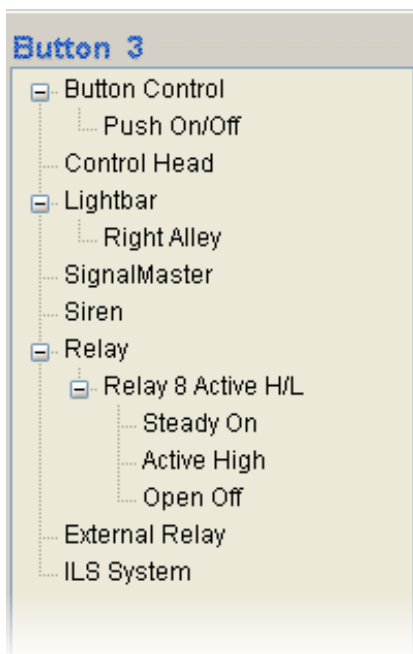 Button 3
Button Control
Push On/Off
Control Head
Lightbar
Right Alley
SignalMaster
Siren
Relay
Relay 8 Active H/L
Steady On
Active High
Open Off
External Relay
ILS System